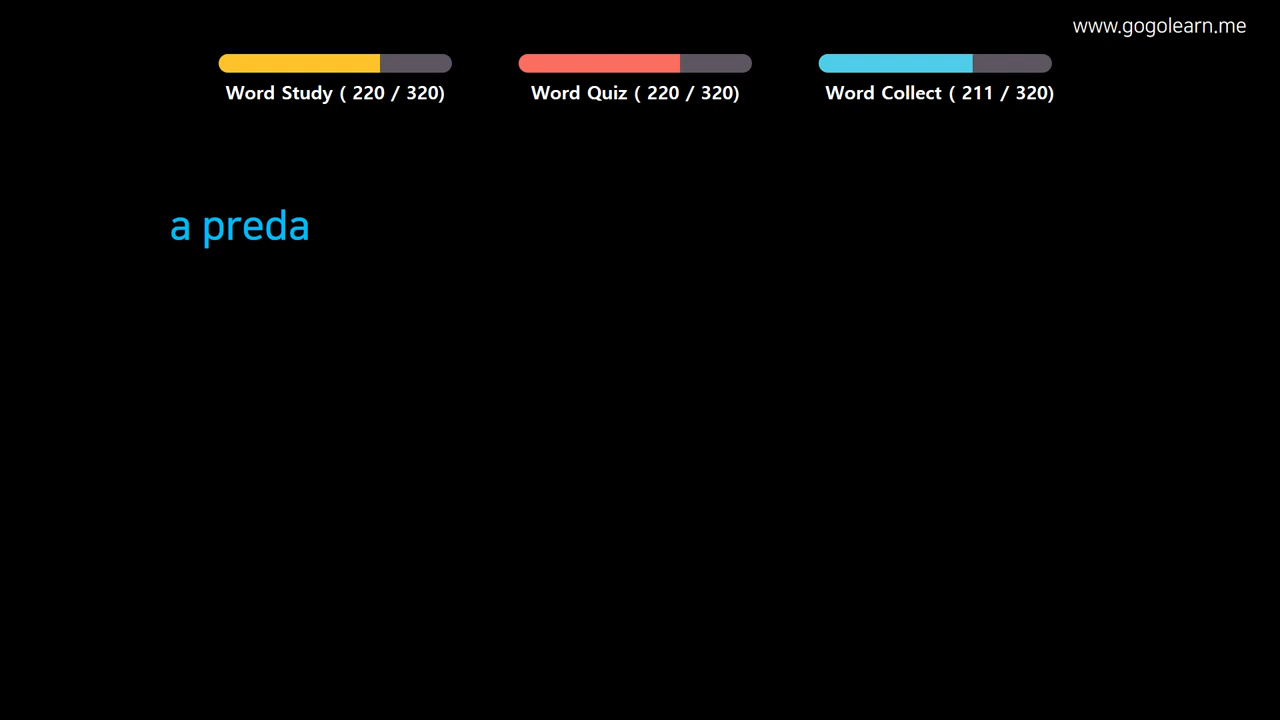 www.gogolearn.me
Word Study ( 220 / 320)
Word Quiz ( 220 / 320)
Word Collect ( 211 / 320)
a preda